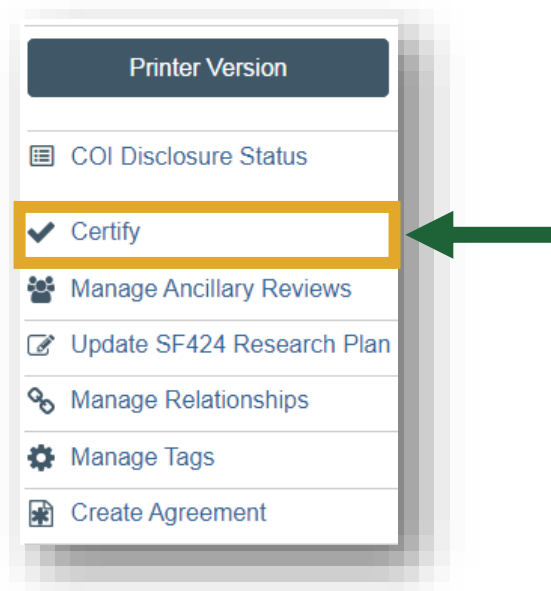 Printer Version
COI Disclosure Status
Certify
Manage Ancillary Reviews
Update SF424 Research Plan
Manage Relationships
Manage Tags
Create Agreement